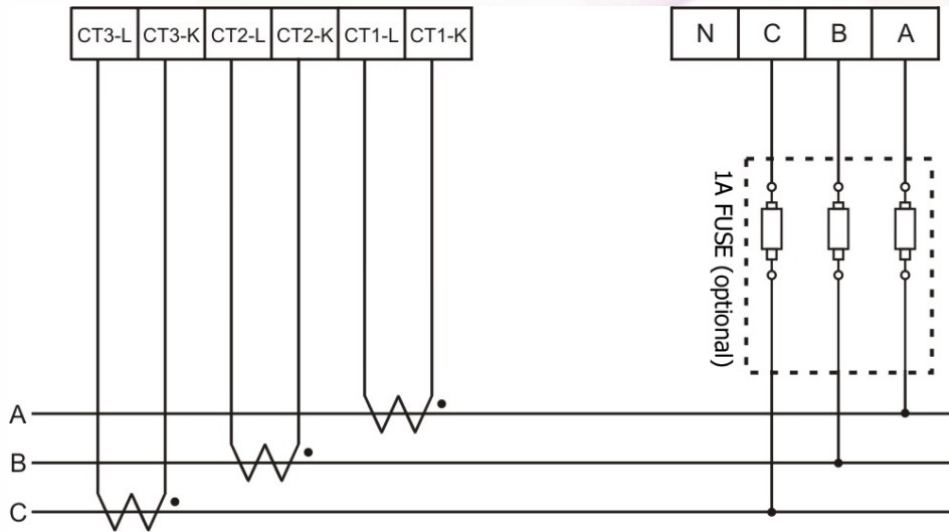 CT3-L CT3-K CT2-L CT2-K CT1-L CT1-K
N C B A
1A FUSE (optional)
A
B
C